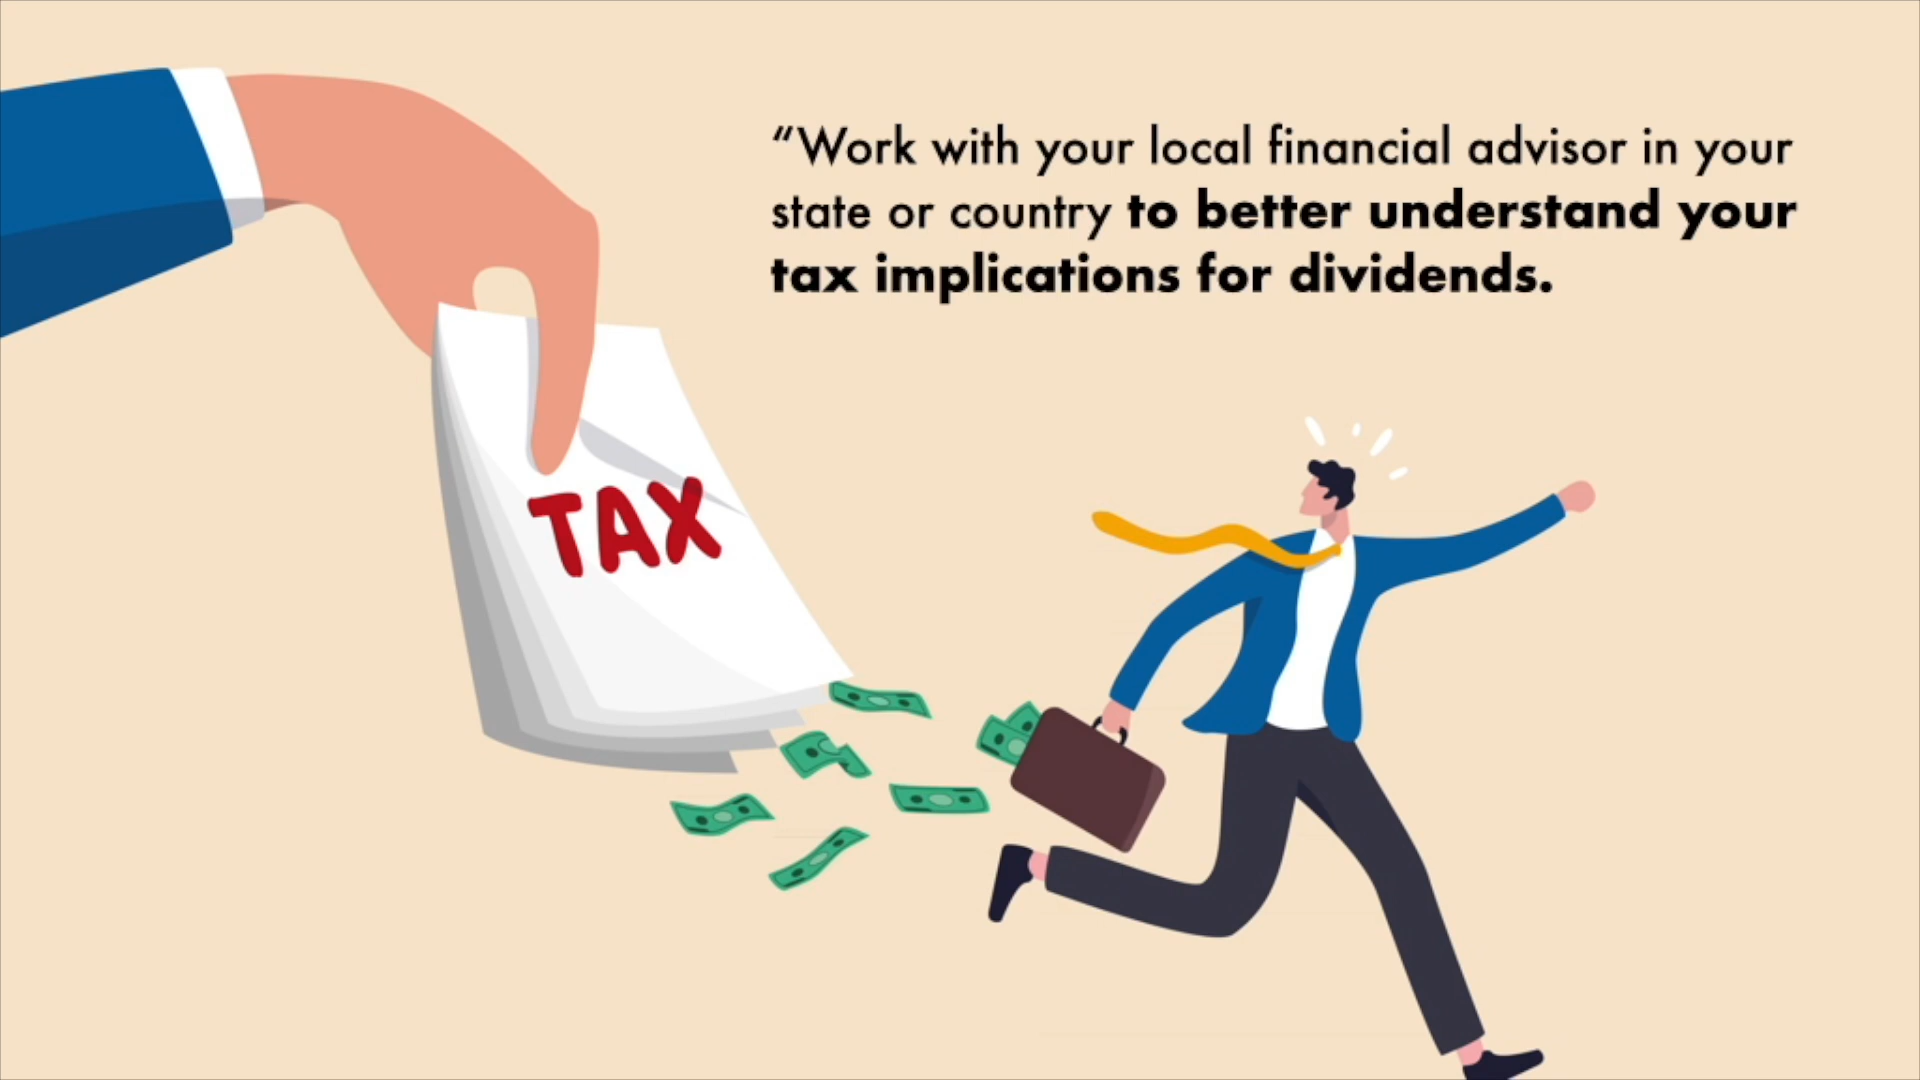 “Work with your local financial advisor in your
state or country to better understand your
tax implications for dividends.
TAX